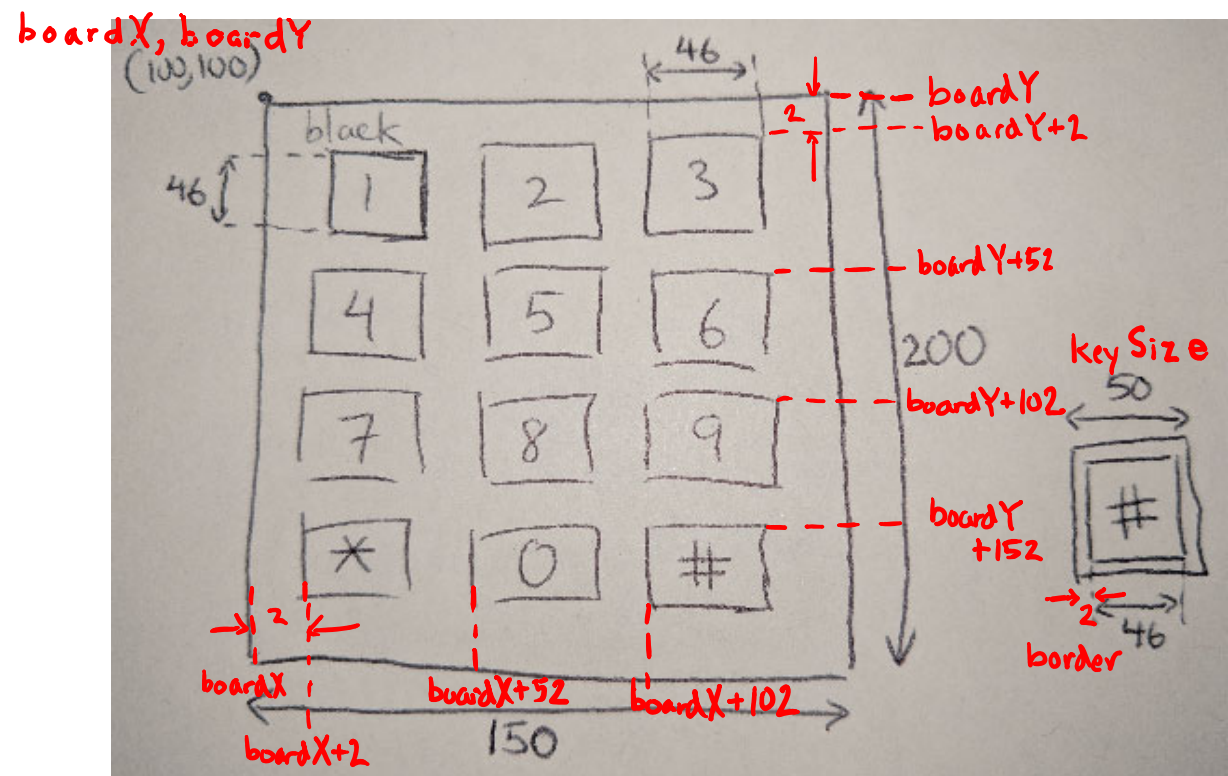 boardX, boardY
(100,100)
46
boardY
2
boardY+2
black
46
1 2 3
boardY+52
4 5 6
200
key Size
50
boardY+102
7 8 9
#
boardY
+152
* 0 #
2
2
46
border
boardX
boardX+52
boardX+102
150
boardX+2